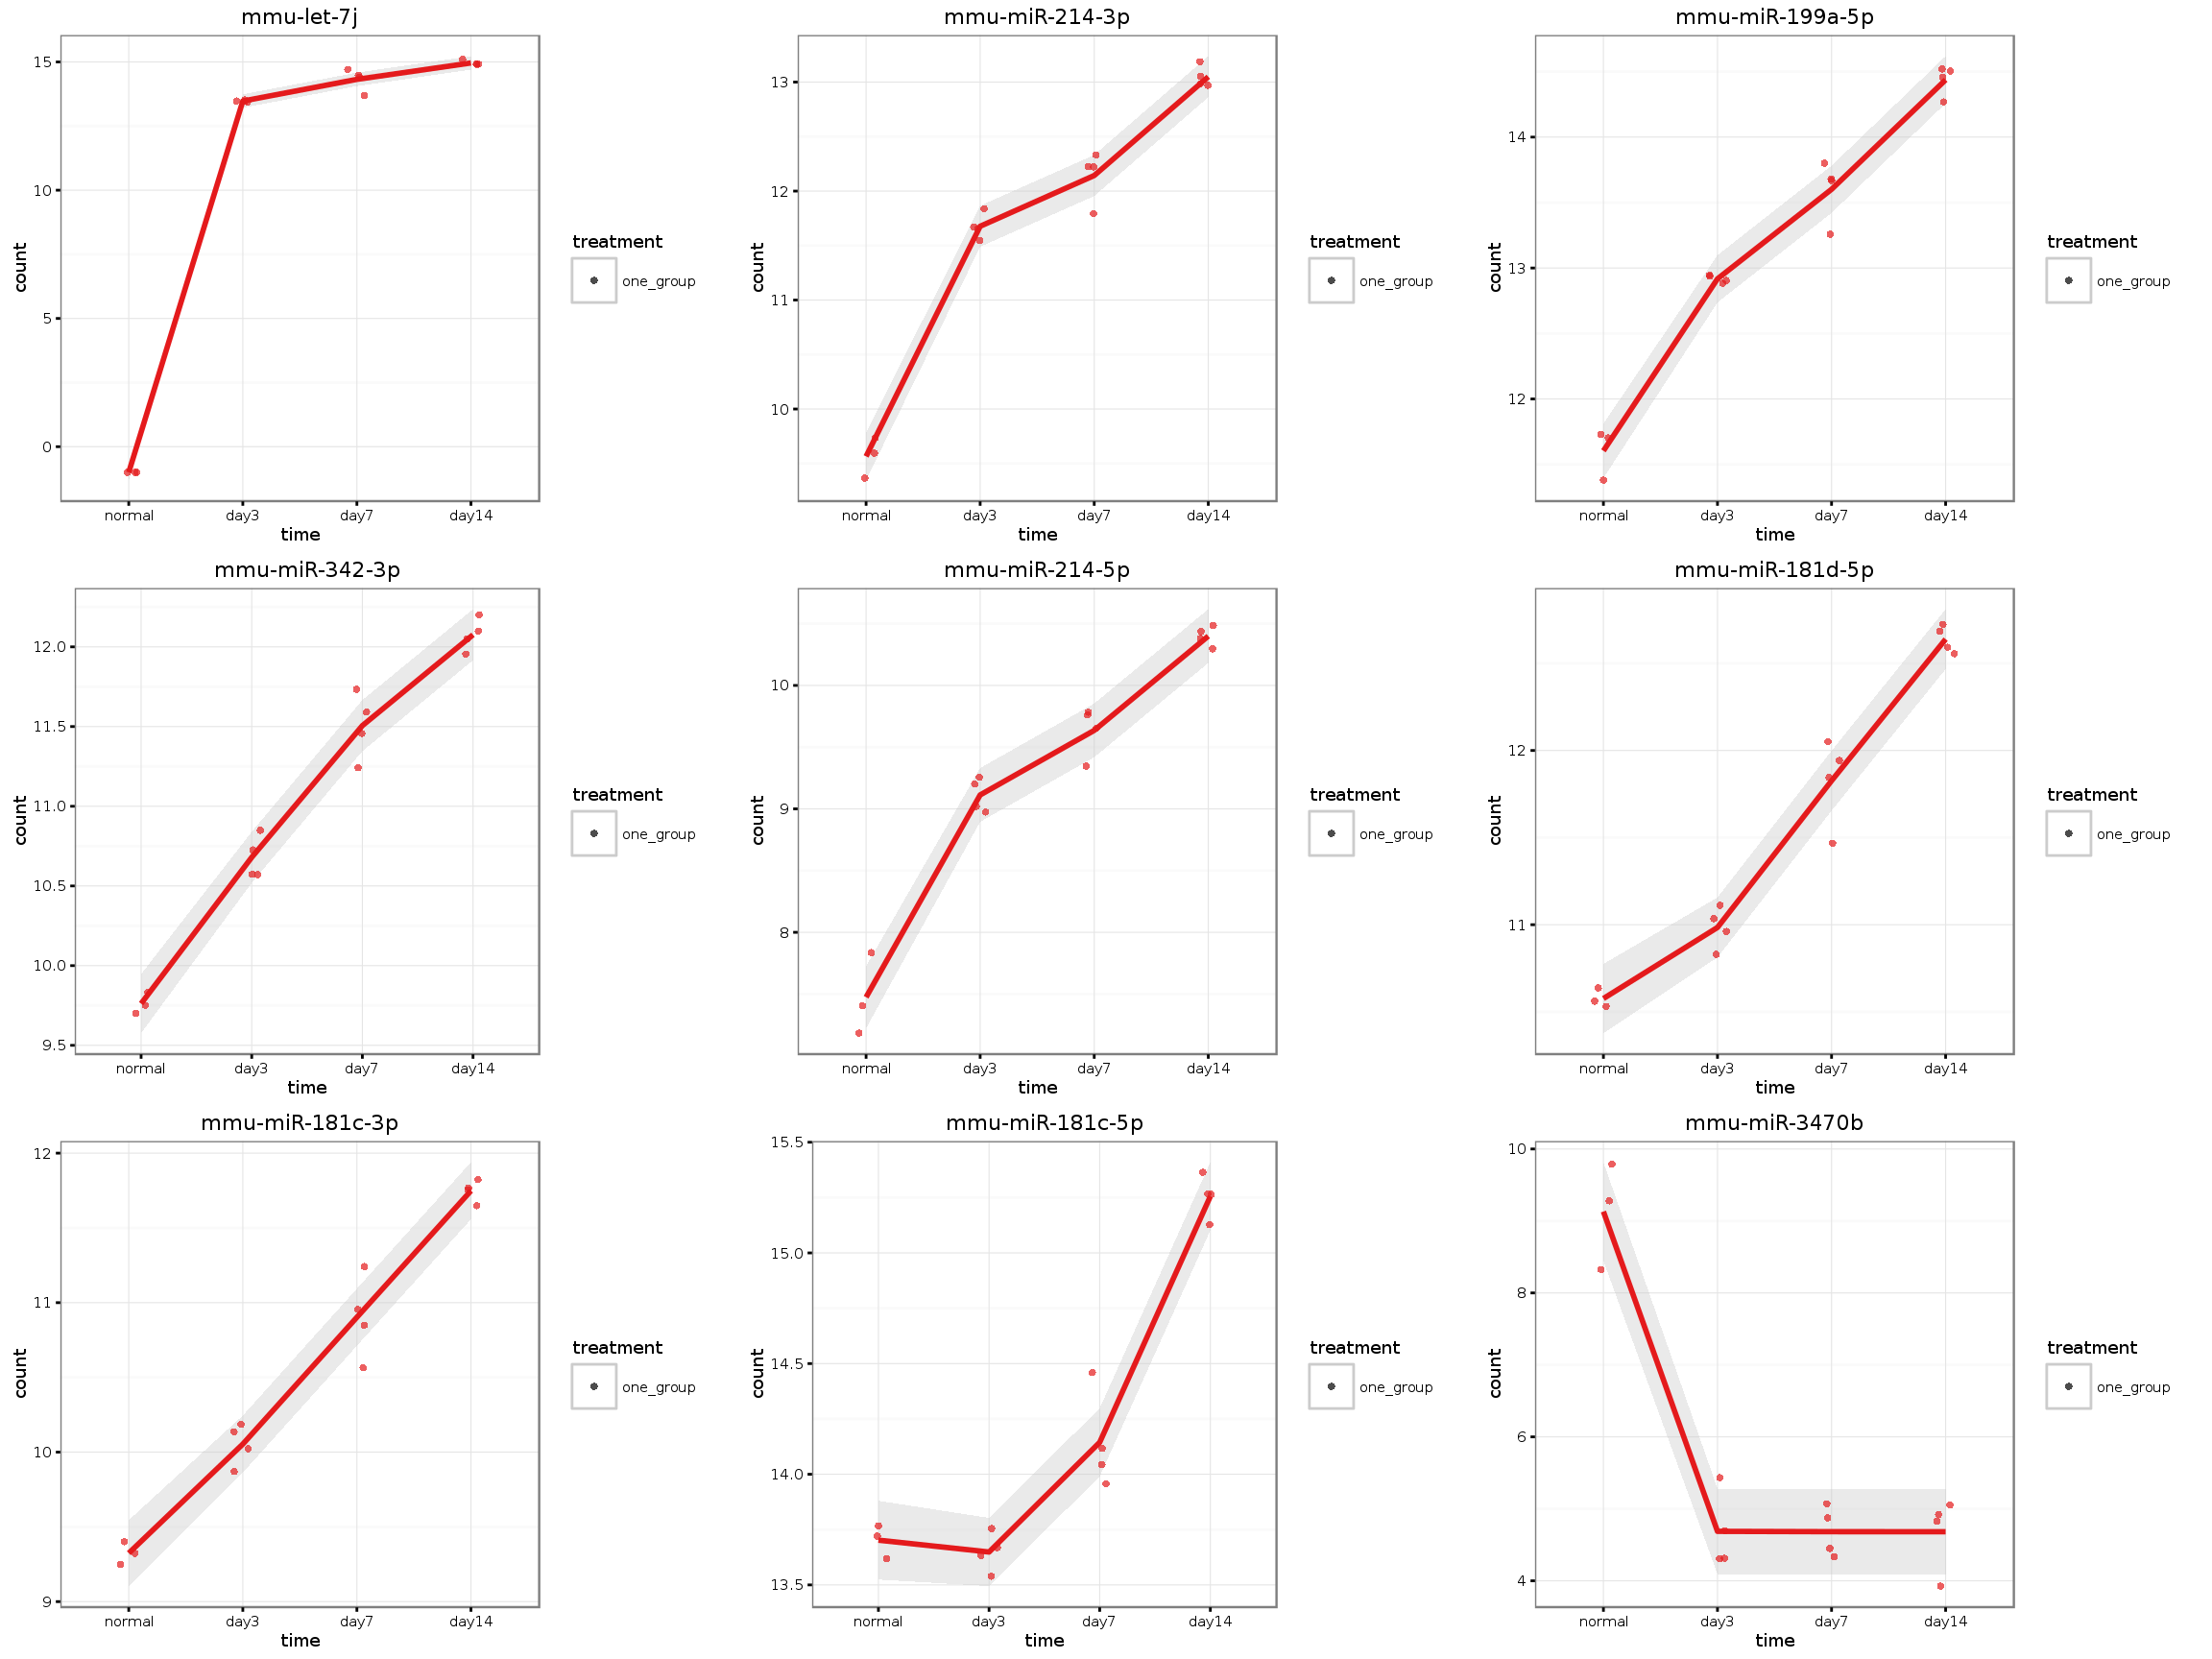 mmu-let-7j
15
10
5
0
count
normal day3 day7 day14
time
treatment
one_group
mmu-miR-214-3p
13
12
11
10
count
normal day3 day7 day14
time
treatment
one_group
mmu-miR-199a-5p
14
13
12
count
normal day3 day7 day14
time
treatment
one_group
mmu-miR-342-3p
12.0
11.5
11.0
10.5
10.0
9.5
count
normal day3 day7 day14
time
treatment
one_group
mmu-miR-214-5p
10
9
8
count
normal day3 day7 day14
time
treatment
one_group
mmu-miR-181d-5p
12
11
count
normal day3 day7 day14
time
treatment
one_group
mmu-miR-181c-3p
12
11
10
9
count
normal day3 day7 day14
time
treatment
one_group
mmu-miR-181c-5p
15.5
15.0
14.5
14.0
13.5
count
normal day3 day7 day14
time
treatment
one_group
mmu-miR-3470b
10
8
6
4
count
normal day3 day7 day14
time
treatment
one_group